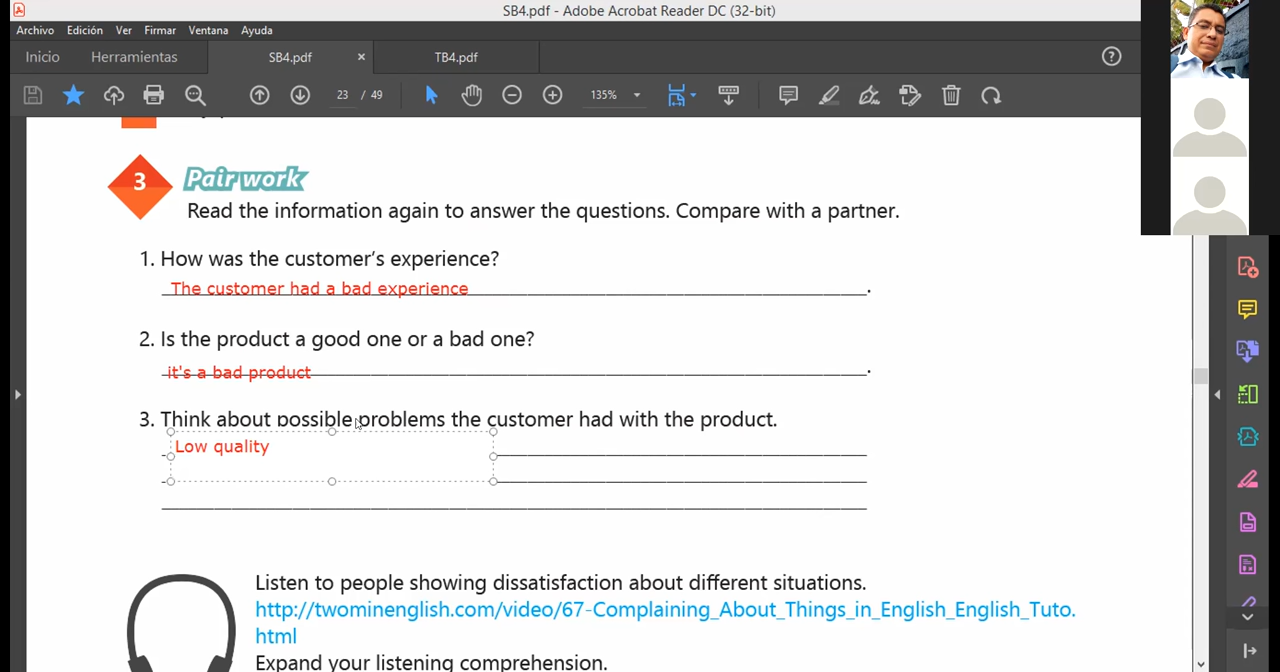 SB4.pdf - Adobe Acrobat Reader DC (32-bit)
Archivo Edición Ver Firmar Ventana Ayuda
Inicio Herramientas SB4.pdf × TB4.pdf ?
23 / 49 135%
3 Pair work
Read the information again to answer the questions. Compare with a partner.
1. How was the customer's experience?
The customer had a bad experience.
2. Is the product a good one or a bad one?
it's a bad product.
3. Think about possible problems the customer had with the product.
Low quality
Listen to people showing dissatisfaction about different situations.
http://twominenglish.com/video/67-Complaining_About_Things_in_English_English_Tuto.
html
Expand your listening comprehension.